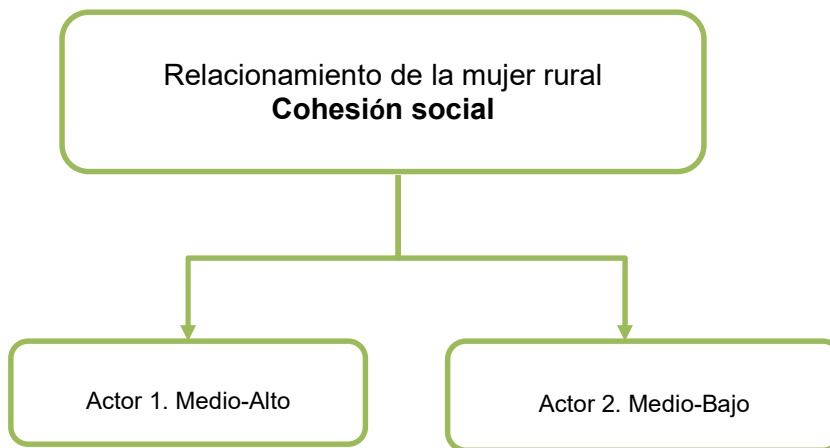 Relacionamiento de la mujer rural
Cohesión social
Actor 1. Medio-Alto
Actor 2. Medio-Bajo